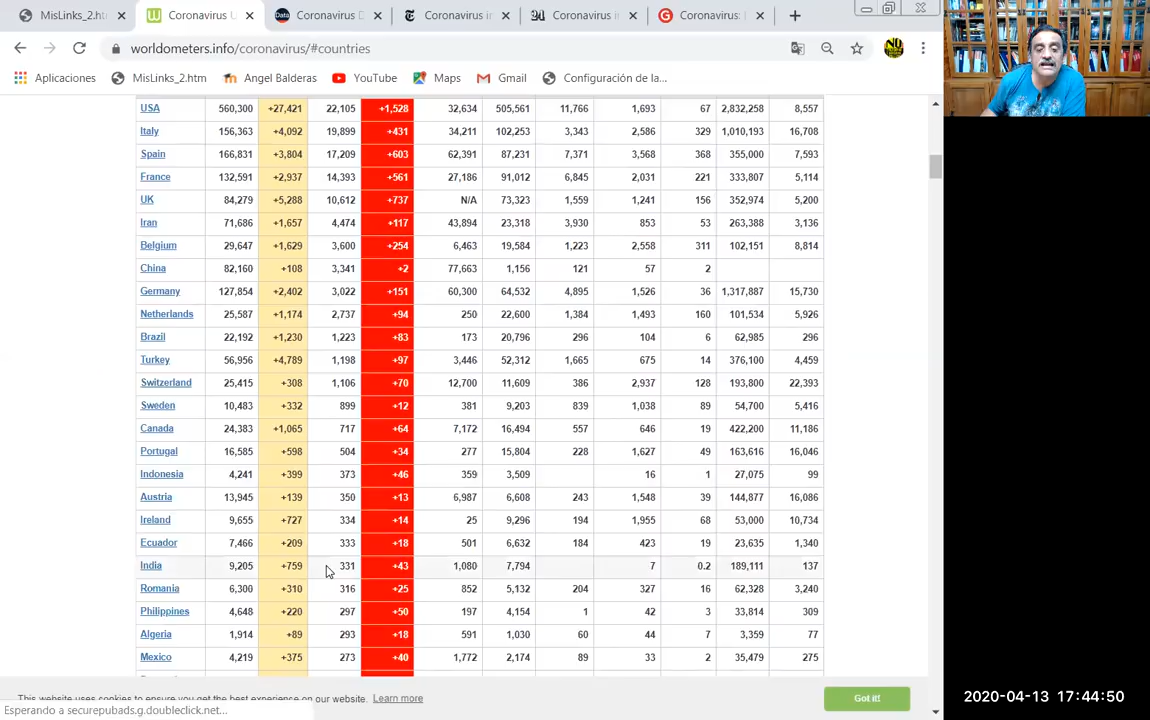 MisLinks_2.ht
Coronavirus U
Data
Coronavirus D
Coronavirus in
Coronavirus i
Coronavirus:
worldometers.info/coronavirus/#countries
Aplicaciones
MisLinks_2.htm
Angel Balderas
YouTube
Maps
Gmail
Configuración de la...
USA 560,300 +27,421 22,105 +1,528 32,634 505,561 11,766 1,693 67 2,832,258 8,557
Italy 156,363 +4,092 19,899 +431 34,211 102,253 3,343 2,586 329 1,010,193 16,708
Spain 166,831 +3,804 17,209 +603 62,391 87,231 7,371 3,568 368 355,000 7,593
France 132,591 +2,937 14,393 +561 27,186 91,012 6,845 2,031 221 333,807 5,114
UK 84,279 +5,288 10,612 +737 N/A 73,323 1,559 1,241 156 352,974 5,200
Iran 71,686 +1,657 4,474 +117 43,894 23,318 3,930 853 53 263,388 3,136
Belgium 29,647 +1,629 3,600 +254 6,463 19,584 1,223 2,558 311 102,151 8,814
China 82,160 +108 3,341 +2 77,663 1,156 121 57 2
Germany 127,854 +2,402 3,022 +151 60,300 64,532 4,895 1,526 36 1,317,887 15,730
Netherlands 25,587 +1,174 2,737 +94 250 22,600 1,384 1,493 160 101,534 5,926
Brazil 22,192 +1,230 1,223 +83 173 20,796 296 104 6 62,985 296
Turkey 56,956 +4,789 1,198 +97 3,446 52,312 1,665 675 14 376,100 4,459
Switzerland 25,415 +308 1,106 +70 12,700 11,609 386 2,937 128 193,800 22,393
Sweden 10,483 +332 899 +12 381 9,203 839 1,038 89 54,700 5,416
Canada 24,383 +1,065 717 +64 7,172 16,494 557 646 19 422,200 11,186
Portugal 16,585 +598 504 +34 277 15,804 228 1,627 49 163,616 16,046
Indonesia 4,241 +399 373 +46 359 3,509 16 1 27,075 99
Austria 13,945 +139 350 +13 6,987 6,608 243 1,548 39 144,877 16,086
Ireland 9,655 +727 334 +14 25 9,296 194 1,955 68 53,000 10,734
Ecuador 7,466 +209 333 +18 501 6,632 184 423 19 23,635 1,340
India 9,205 +759 331 +43 1,080 7,794 7 0.2 189,111 137
Romania 6,300 +310 316 +25 852 5,132 204 327 16 62,328 3,240
Philippines 4,648 +220 297 +50 197 4,154 1 42 3 33,814 309
Algeria 1,914 +89 293 +18 591 1,030 60 44 7 3,359 77
Mexico 4,219 +375 273 +40 1,772 2,174 89 33 2 35,479 275
This website uses cookies to ensure you get the best experience on our website. Learn more
Got it!
Esperando a securepubads.g.doubleclick.net...
2020-04-13 17:44:50